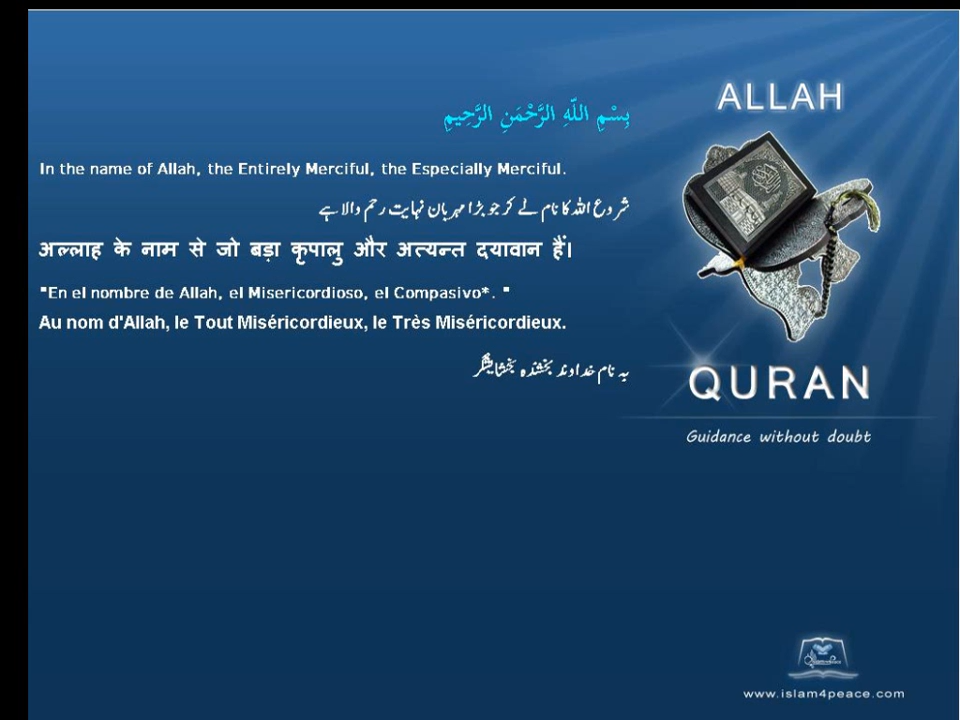 بِسْمِ اللّهِ الرَّحْمَنِ الرَّحِيمِ
In the name of Allah, the Entirely Merciful, the Especially Merciful.
شروع الله کا نام لے کر جو بڑا مہربان نہایت رحم والا ہے
अल्लाह के नाम से जो बड़ा कृपालु और अत्यन्त दयावान हैं।
"En el nombre de Allah, el Misericordioso, el Compasivo*. "
Au nom d'Allah, le Tout Miséricordieux, le Très Miséricordieux.
به نام خداوند بخشنده بخشایشگر
ALLAH
QURAN
Guidance without doubt
www.islam4peace.com